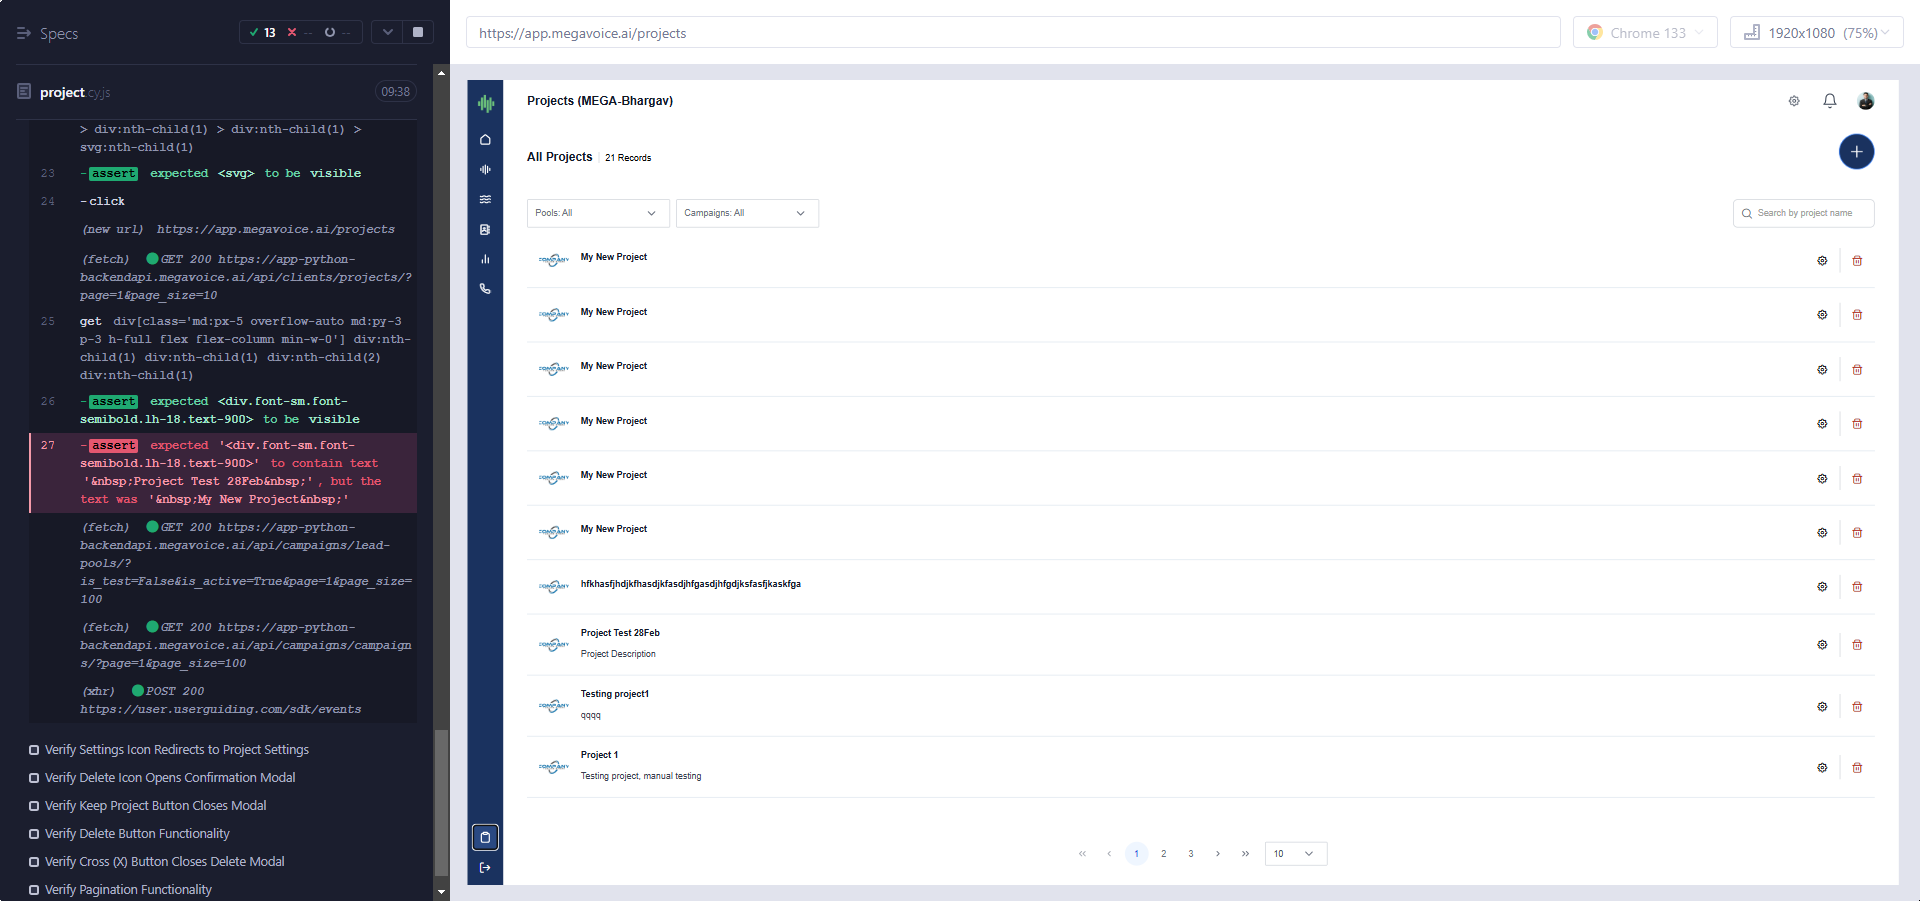 Specs
13
--
--
project.cy.js
09:38
> div:nth-child(1) > div:nth-child(1) >
svg:nth-child(1)
23 -assert expected <svg> to be visible
24 -click
(new url) https://app.megavoice.ai/projects
(fetch) GET 200 https://app-python-
backendapi.megavoice.ai/api/clients/projects/?
page=1&page_size=10
25 get div[class='md:px-5 overflow-auto md:py-3
p-3 h-full flex flex-column min-w-0'] div:nth-
child(1) div:nth-child(1) div:nth-child(2)
div:nth-child(1)
26 -assert expected <div.font-sm.font-
semibold.lh-18.text-900> to be visible
27 -assert expected '<div.font-sm.font-
semibold.lh-18.text-900>' to contain text
'&nbsp;Project Test 28Feb&nbsp;', but the
text was '&nbsp;My New Project&nbsp;'
(fetch) GET 200 https://app-python-
backendapi.megavoice.ai/api/campaigns/lead-
pools/?
is_test=False&is_active=True&page=1&page_size=
100
(fetch) GET 200 https://app-python-
backendapi.megavoice.ai/api/campaigns/campaign
s/?page=1&page_size=100
(xhr) POST 200
https://user.userguiding.com/sdk/events
Verify Settings Icon Redirects to Project Settings
Verify Delete Icon Opens Confirmation Modal
Verify Keep Project Button Closes Modal
Verify Delete Button Functionality
Verify Cross (X) Button Closes Delete Modal
Verify Pagination Functionality
https://app.megavoice.ai/projects
Chrome 133
1920x1080 (75%)
Projects (MEGA-Bhargav)
All Projects
21 Records
Pools: All
Campaigns: All
Search by project name
COMPANY My New Project
COMPANY My New Project
COMPANY My New Project
COMPANY My New Project
COMPANY My New Project
COMPANY My New Project
COMPANY hfkhasfjhdjkfhasdjkfasdjhfgasdjhfgdjksfasfjkaskfga
COMPANY Project Test 28Feb
Project Description
COMPANY Testing project1
qqqq
COMPANY Project 1
Testing project, manual testing
« ‹ 1 2 3 › » 10